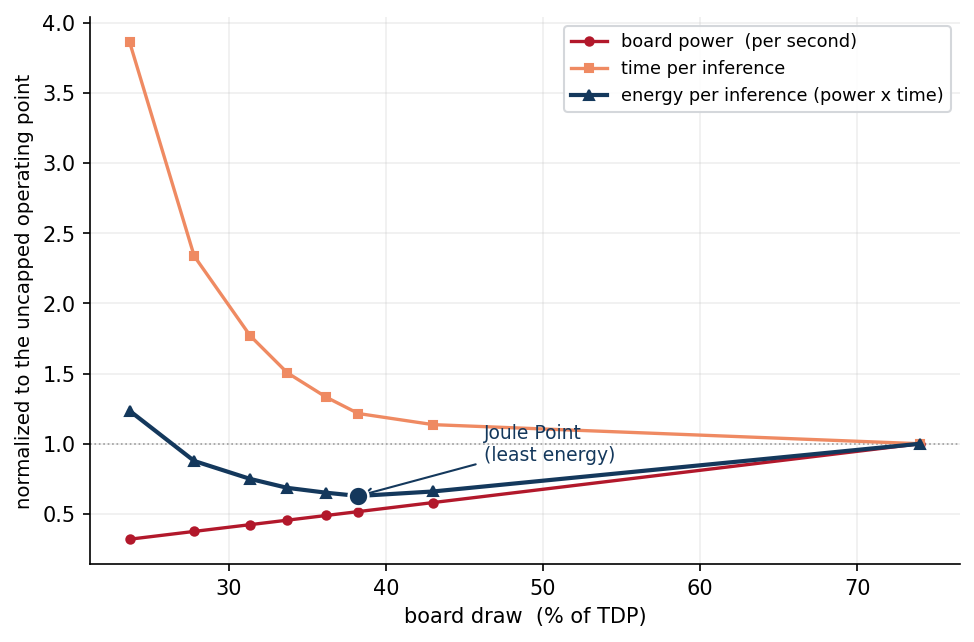 4.0
3.5
3.0
2.5
2.0
1.5
1.0
0.5
normalized to the uncapped operating point
board power  (per second)
time per inference
energy per inference (power x time)
Joule Point
(least energy)
30
40
50
60
70
board draw  (% of TDP)